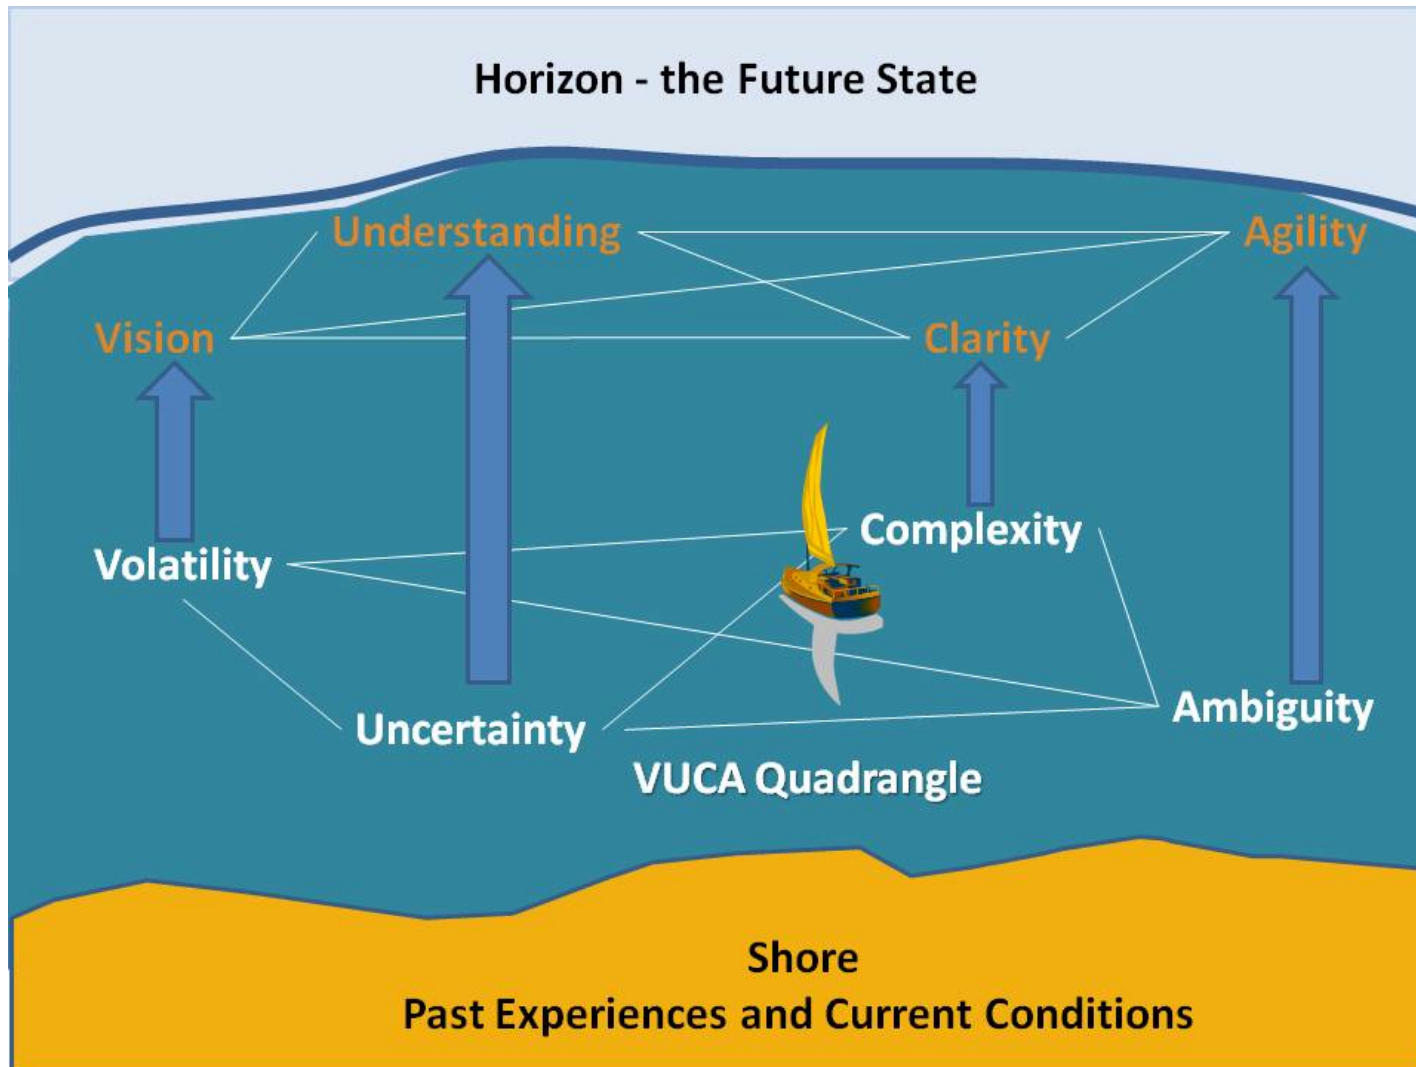 Horizon - the Future State
Understanding
Agility
Vision
Clarity
Complexity
Volatility
Ambiguity
Uncertainty
VUCA Quadrangle
Shore
Past Experiences and Current Conditions